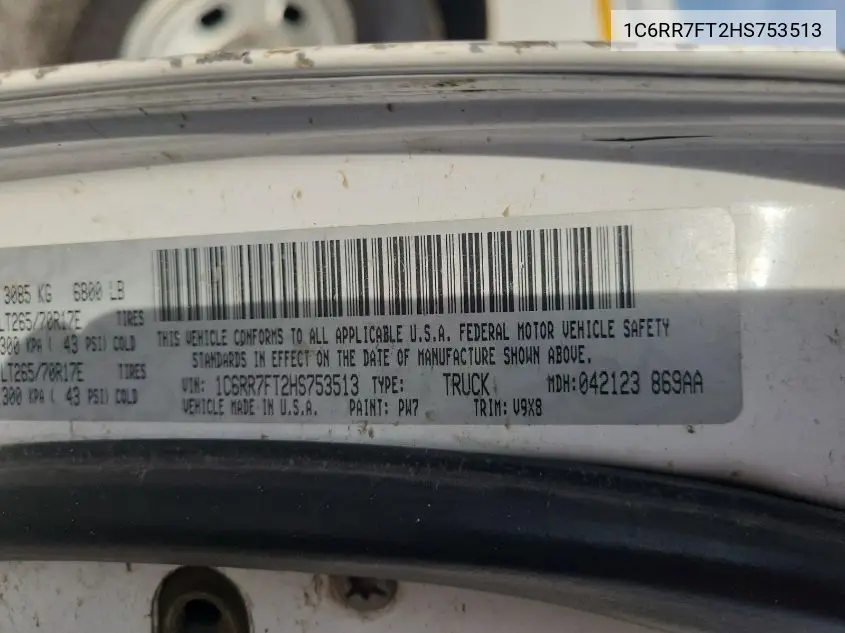 1C6RR7FT2HS753513
3085 KG 6800 LB
LT265/70R17E TIRES
300 KPA ( 43 PSI) COLD
LT265/70R17E TIRES
300 KPA ( 43 PSI) COLD
THIS VEHICLE CONFORMS TO ALL APPLICABLE U.S.A. FEDERAL MOTOR VEHICLE SAFETY
STANDARDS IN EFFECT ON THE DATE OF MANUFACTURE SHOWN ABOVE.
VIN: 1C6RR7FT2HS753513 TYPE: TRUCK MDH: 042123 869AA
VEHICLE MADE IN U.S.A. PAINT: PW7 TRIM: V9X8